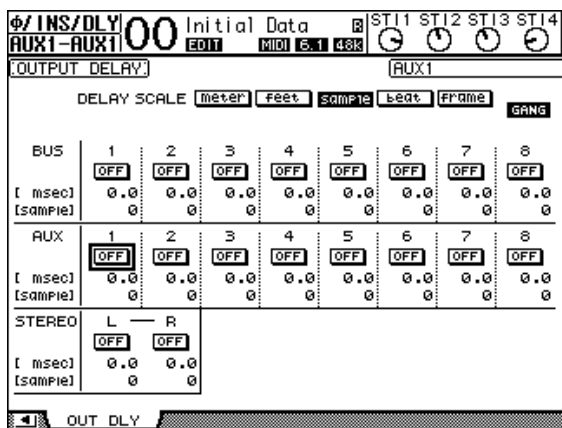 Φ/INS/DLY 00 Initial Data R STI1 STI2 STI3 STI4
AUX1-AUX1 EDIT MIDI 6.1 48k
OUTPUT DELAY AUX1
DELAY SCALE meter feet sample beat frame
GANG
BUS 1 2 3 4 5 6 7 8
OFF OFF OFF OFF OFF OFF OFF OFF
[ msec] 0.0 0.0 0.0 0.0 0.0 0.0 0.0 0.0
[sample] 0 0 0 0 0 0 0 0
AUX 1 2 3 4 5 6 7 8
OFF OFF OFF OFF OFF OFF OFF OFF
[ msec] 0.0 0.0 0.0 0.0 0.0 0.0 0.0 0.0
[sample] 0 0 0 0 0 0 0 0
STEREO L — R
OFF OFF
[ msec] 0.0 0.0
[sample] 0 0
OUT DLY